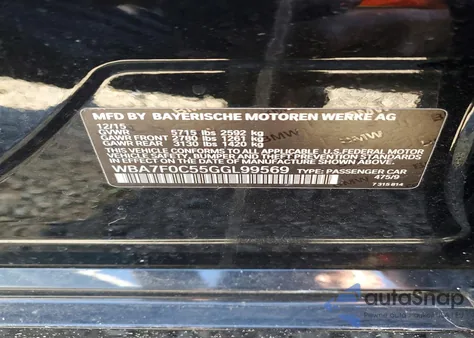 MFD BY BAYERISCHE MOTOREN WERKE AG
12/15
GVWR 5715 lbs 2592 kg
GAWR FRONT 2780 lbs 1261 kg
GAWR REAR 3130 lbs 1420 kg
THIS VEHICLE CONFORMS TO ALL APPLICABLE U.S. FEDERAL MOTOR VEHICLE
SAFETY, BUMPER AND THEFT PREVENTION STANDARDS IN EFFECT ON THE DATE
OF MANUFACTURE SHOWN ABOVE.
WBA7F0C55GGL99569 TYPE: PASSENGER CAR
475/9
7 315 814
autoSnap